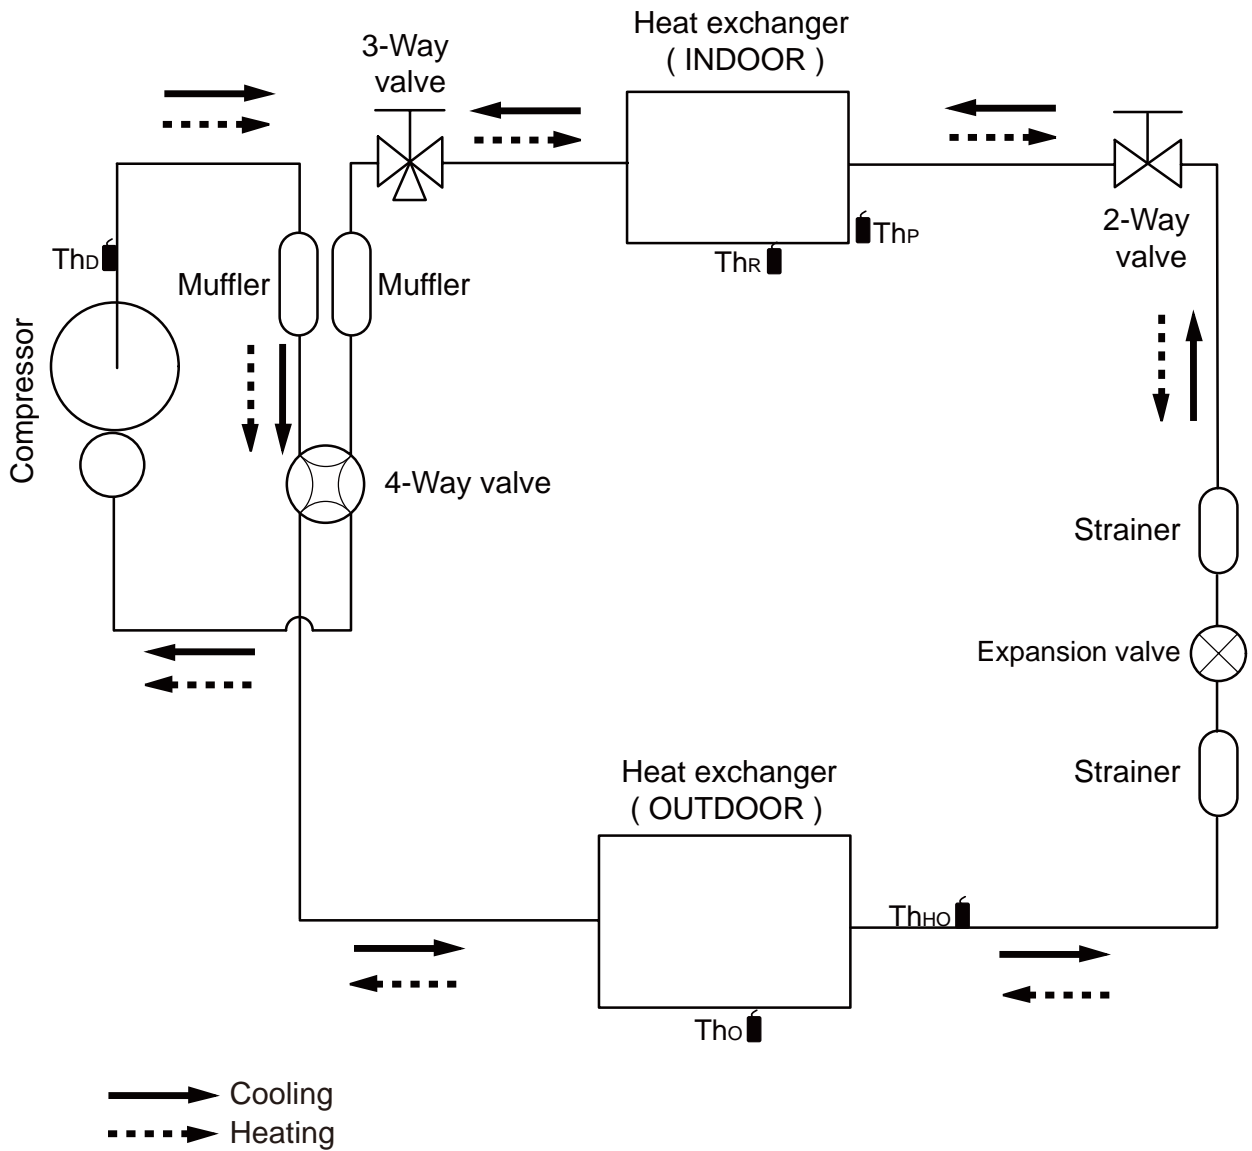 Heat exchanger
( INDOOR )
3-Way
valve
2-Way
valve
ThD
ThP
ThR
Muffler
Muffler
Compressor
4-Way valve
Strainer
Expansion valve
Strainer
Heat exchanger
( OUTDOOR )
ThHO
ThO
Cooling
Heating